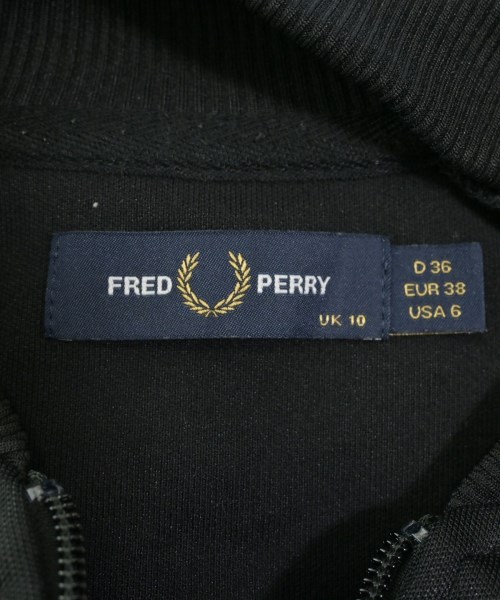 FRED PERRY
UK 10
D 36
EUR 38
USA 6